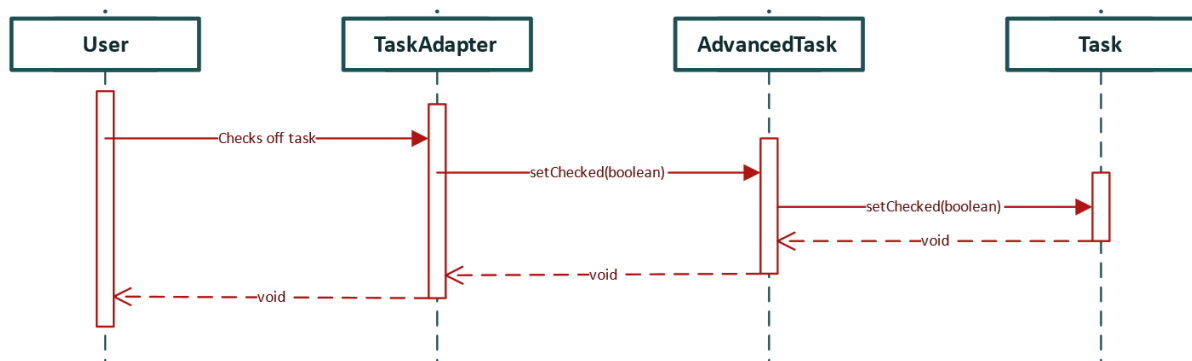 User
TaskAdapter
AdvancedTask
Task
Checks off task
setChecked(boolean)
setChecked(boolean)
void
void
void